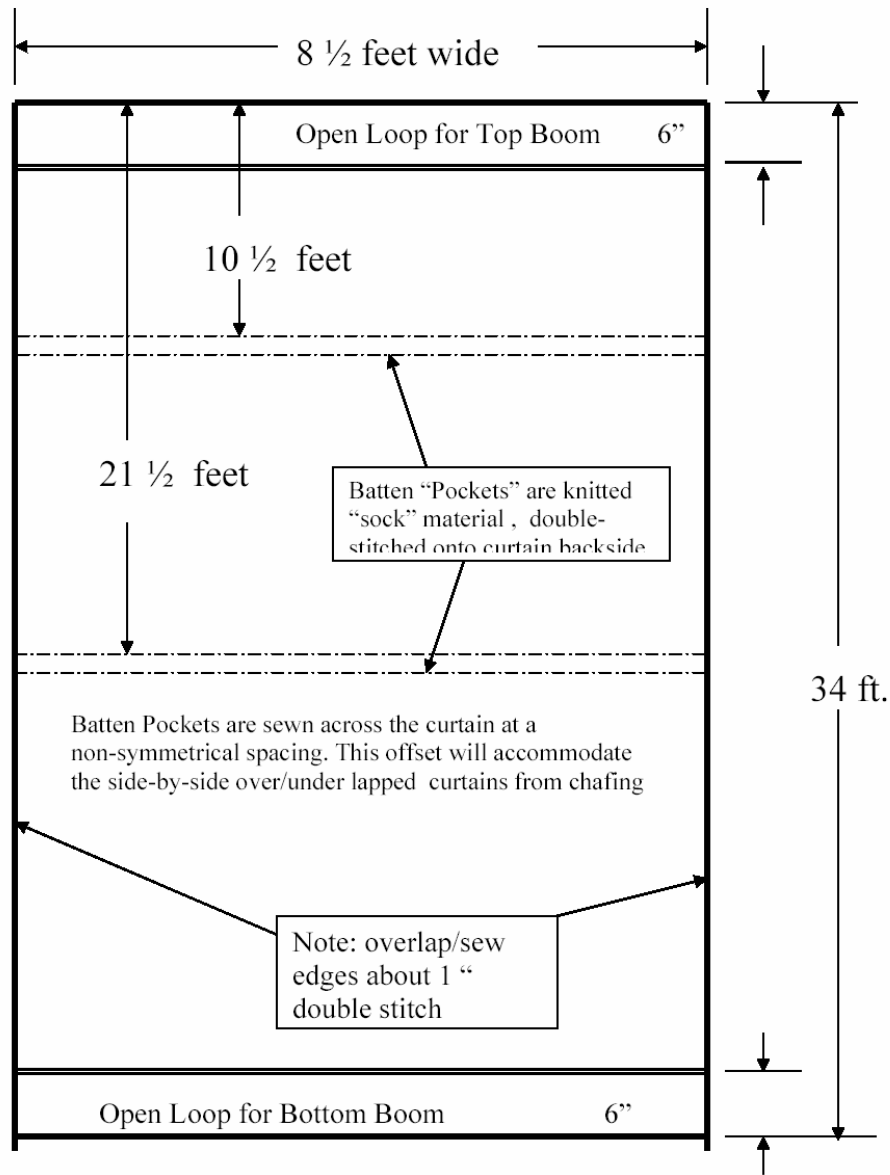 8 ½ feet wide
Open Loop for Top Boom 6”
10 ½ feet
21 ½ feet
Batten “Pockets” are knitted
“sock” material , double-
stitched onto curtain backside
34 ft.
Batten Pockets are sewn across the curtain at a
non-symmetrical spacing. This offset will accommodate
the side-by-side over/under lapped curtains from chafing
Note: overlap/sew
edges about 1 “
double stitch
Open Loop for Bottom Boom 6”